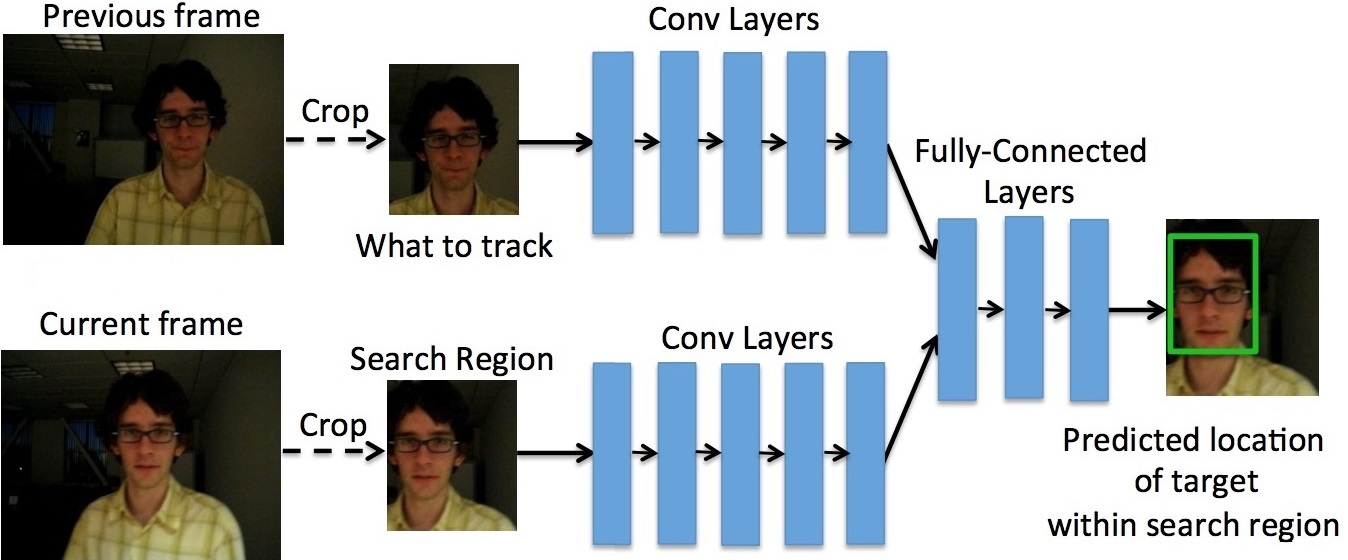 Previous frame
Crop
What to track
Conv Layers
Current frame
Crop
Search Region
Conv Layers
Fully-Connected
Layers
Predicted location
of target
within search region